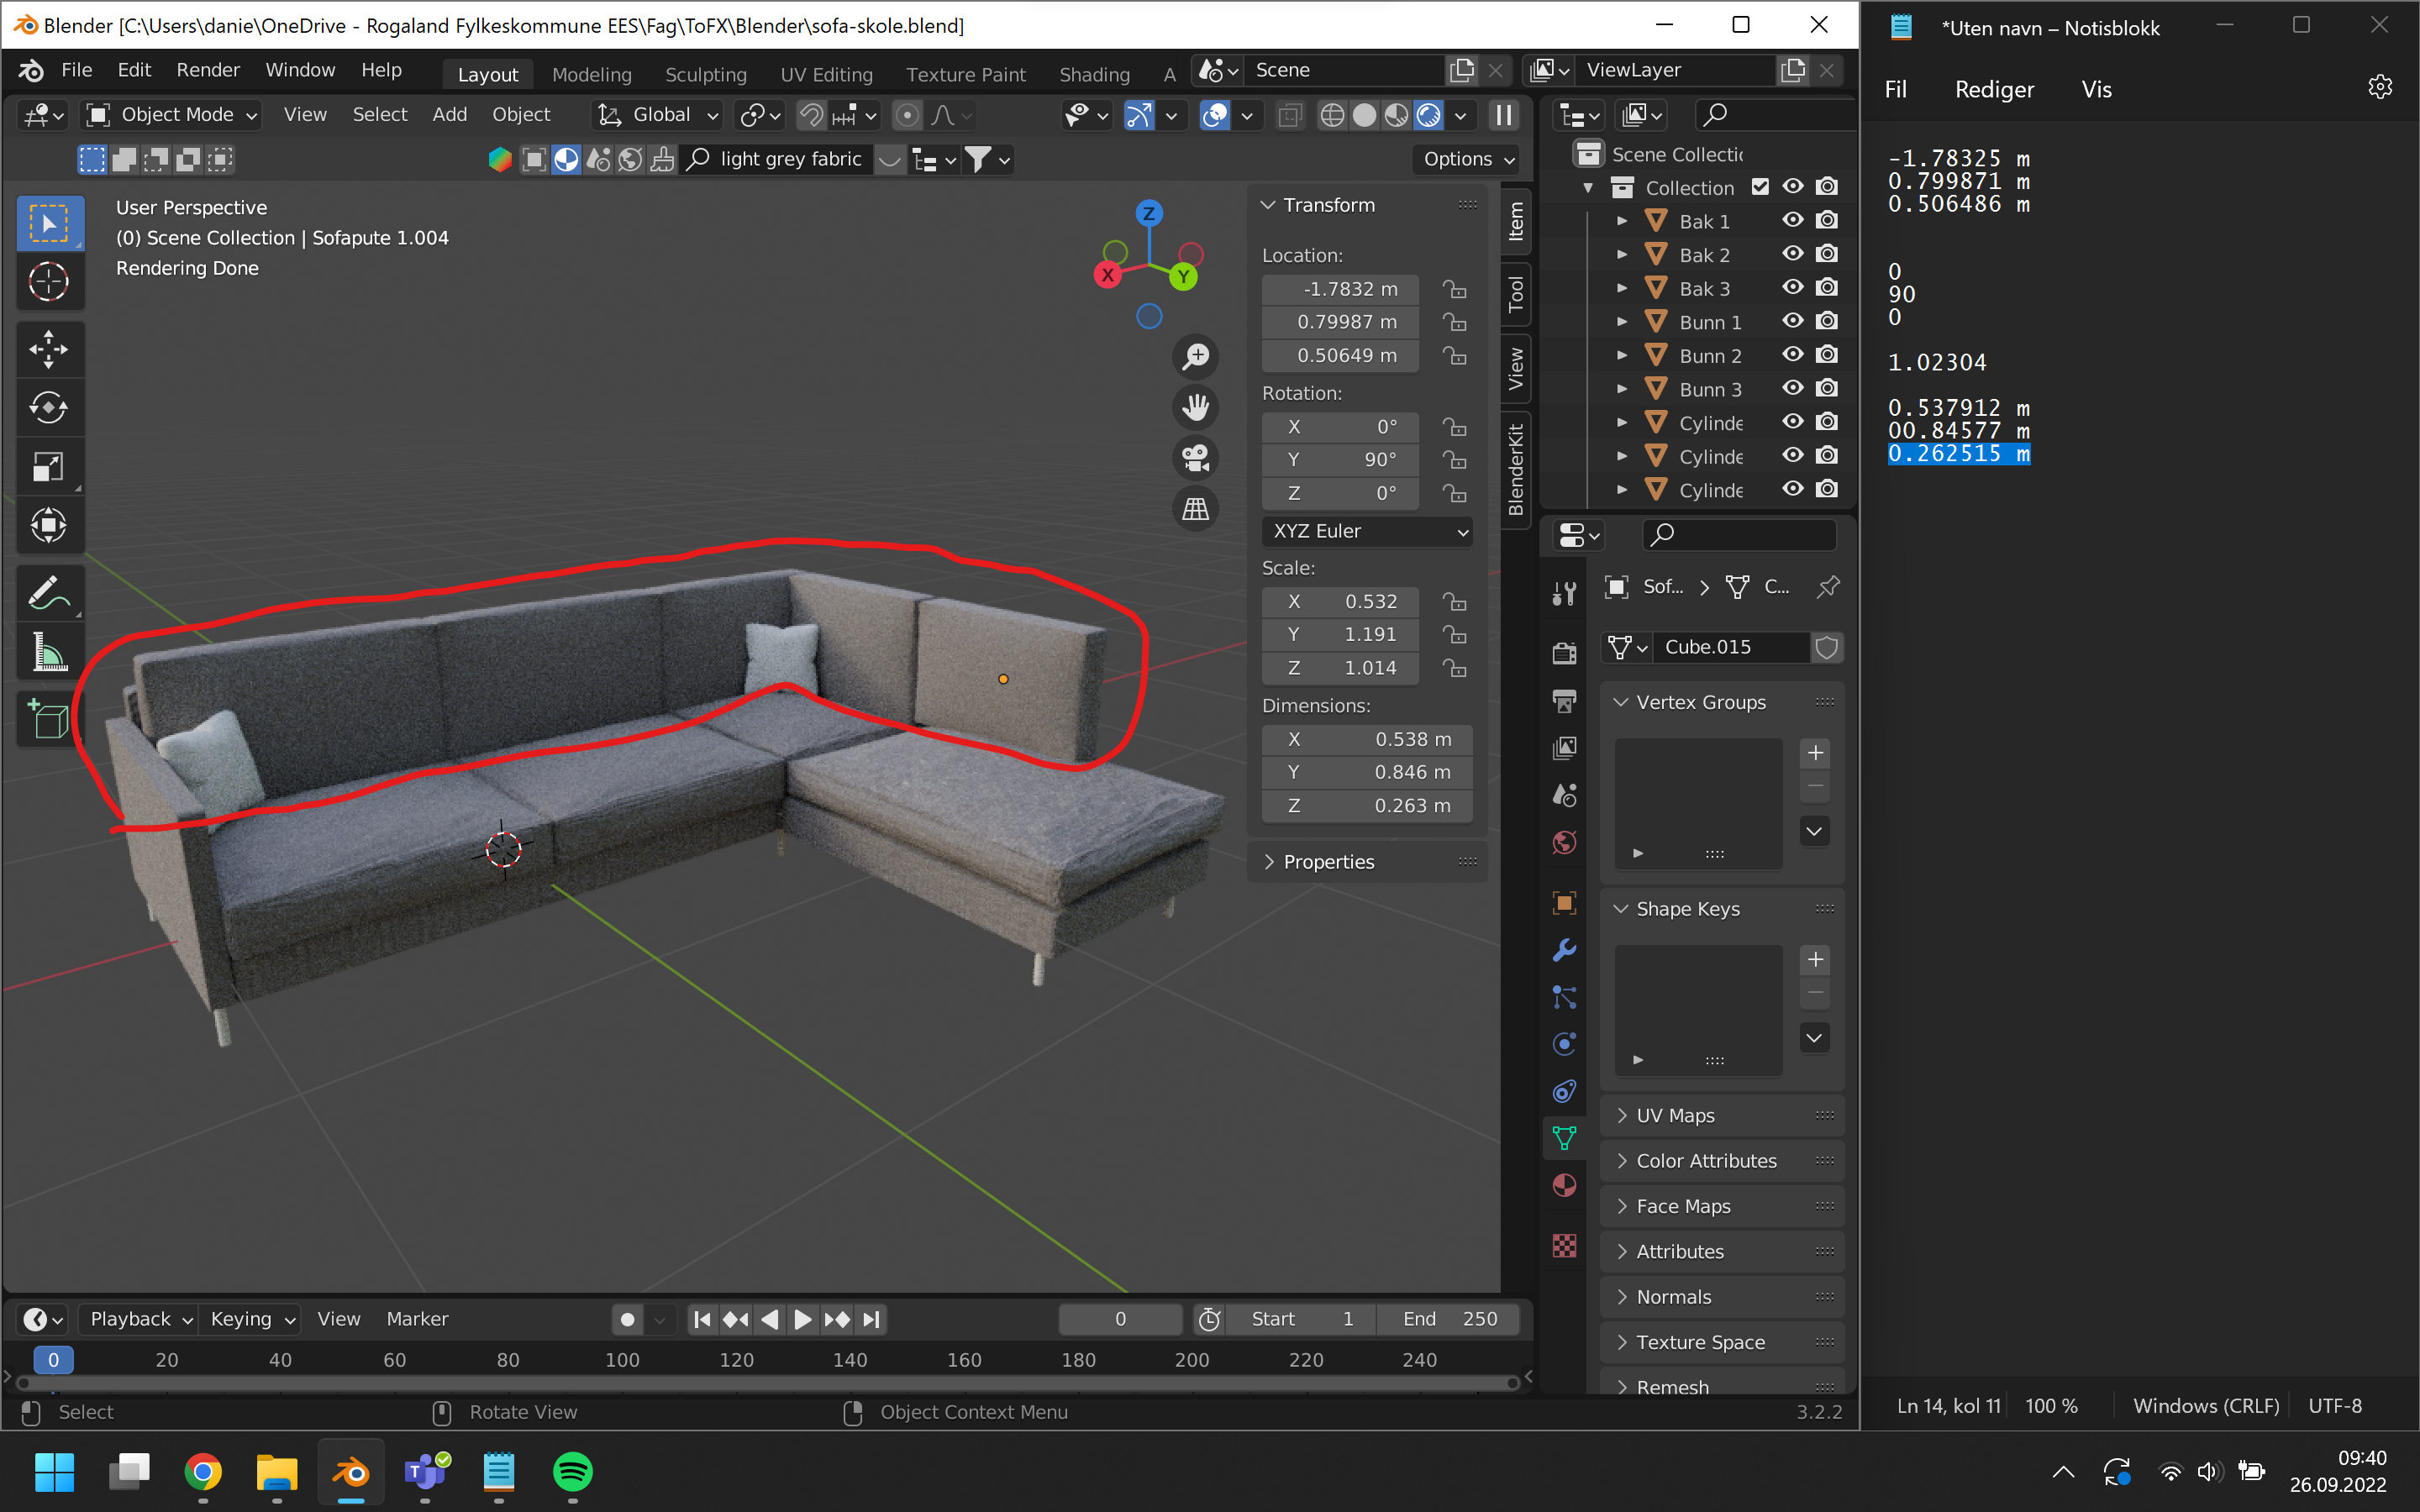 Blender [C:\Users\danie\OneDrive - Rogaland Fylkeskommune EES\Fag\ToFX\Blender\sofa-skole.blend]
File Edit Render Window Help Layout Modeling Sculpting UV Editing Texture Paint Shading A Scene ViewLayer
Object Mode View Select Add Object Global
light grey fabric Options
User Perspective
(0) Scene Collection | Sofapute 1.004
Rendering Done
Z
X Y
Transform
Location:
-1.7832 m
0.79987 m
0.50649 m
Rotation:
X 0°
Y 90°
Z 0°
XYZ Euler
Scale:
X 0.532
Y 1.191
Z 1.014
Dimensions:
X 0.538 m
Y 0.846 m
Z 0.263 m
Properties
Item
Tool
View
BlenderKit
Scene Collectic
Collection
Bak 1
Bak 2
Bak 3
Bunn 1
Bunn 2
Bunn 3
Cylinde
Cylinde
Cylinde
Sof... C...
Cube.015
Vertex Groups
Shape Keys
UV Maps
Color Attributes
Face Maps
Attributes
Normals
Texture Space
Remesh
Playback Keying View Marker 0 Start 1 End 250
0 20 40 60 80 100 120 140 160 180 200 220 240
Select Rotate View Object Context Menu 3.2.2
*Uten navn – Notisblokk
Fil Rediger Vis
-1.78325 m
0.799871 m
0.506486 m
0
90
0
1.02304
0.537912 m
00.84577 m
0.262515 m
Ln 14, kol 11 100 % Windows (CRLF) UTF-8
T
09:40
26.09.2022